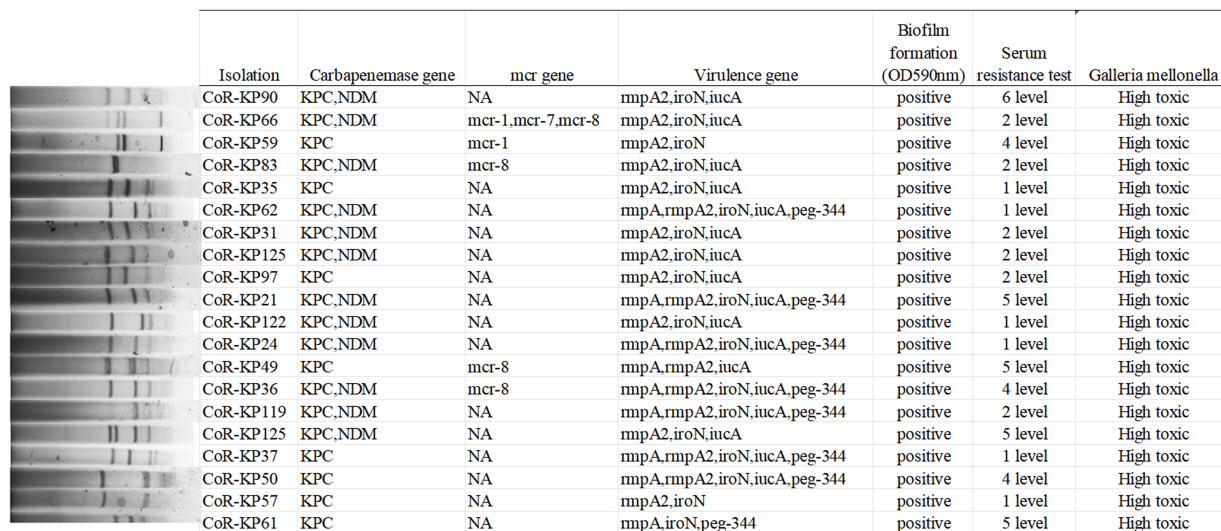 Isolation Carbapenemase gene mcr gene Virulence gene Biofilm formation (OD590nm) Serum resistance test Galleria mellonella
CoR-KP90 KPC,NDM NA rmpA2,iroN,iucA positive 6 level High toxic
CoR-KP66 KPC,NDM mcr-1,mcr-7,mcr-8 rmpA2,iroN,iucA positive 2 level High toxic
CoR-KP59 KPC mcr-1 rmpA2,iroN positive 4 level High toxic
CoR-KP83 KPC,NDM mcr-8 rmpA2,iroN,iucA positive 2 level High toxic
CoR-KP35 KPC NA rmpA2,iroN,iucA positive 1 level High toxic
CoR-KP62 KPC,NDM NA rmpA,rmpA2,iroN,iucA,peg-344 positive 1 level High toxic
CoR-KP31 KPC,NDM NA rmpA2,iroN,iucA positive 2 level High toxic
CoR-KP125 KPC,NDM NA rmpA2,iroN,iucA positive 2 level High toxic
CoR-KP97 KPC NA rmpA2,iroN,iucA positive 2 level High toxic
CoR-KP21 KPC,NDM NA rmpA,rmpA2,iroN,iucA,peg-344 positive 5 level High toxic
CoR-KP122 KPC,NDM NA rmpA2,iroN,iucA positive 1 level High toxic
CoR-KP24 KPC,NDM NA rmpA,rmpA2,iroN,iucA,peg-344 positive 1 level High toxic
CoR-KP49 KPC mcr-8 rmpA,rmpA2,iucA positive 5 level High toxic
CoR-KP36 KPC,NDM mcr-8 rmpA,rmpA2,iroN,iucA,peg-344 positive 4 level High toxic
CoR-KP119 KPC,NDM NA rmpA,rmpA2,iroN,iucA,peg-344 positive 2 level High toxic
CoR-KP125 KPC,NDM NA rmpA2,iroN,iucA positive 5 level High toxic
CoR-KP37 KPC NA rmpA,rmpA2,iroN,iucA,peg-344 positive 1 level High toxic
CoR-KP50 KPC NA rmpA,rmpA2,iroN,iucA,peg-344 positive 4 level High toxic
CoR-KP57 KPC NA rmpA2,iroN positive 1 level High toxic
CoR-KP61 KPC NA rmpA,iroN,peg-344 positive 5 level High toxic